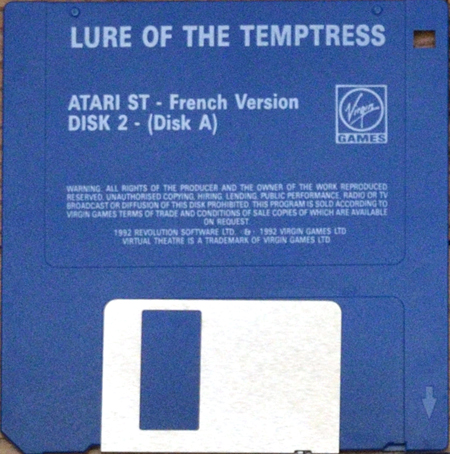 LURE OF THE TEMPTRESS
ATARI ST - French Version
DISK 2 - (Disk A)
Virgin
GAMES
WARNING. ALL RIGHTS OF THE PRODUCER AND THE OWNER OF THE WORK REPRODUCED
RESERVED. UNAUTHORISED COPYING, HIRING, LENDING, PUBLIC PERFORMANCE, RADIO OR TV
BROADCAST OR DIFFUSION OF THIS DISK PROHIBITED. THIS PROGRAM IS SOLD ACCORDING TO
VIRGIN GAMES TERMS OF TRADE AND CONDITIONS OF SALE COPIES OF WHICH ARE AVAILABLE
ON REQUEST.
1992 REVOLUTION SOFTWARE LTD. · & · 1992 VIRGIN GAMES LTD
VIRTUAL THEATRE IS A TRADEMARK OF VIRGIN GAMES LTD.